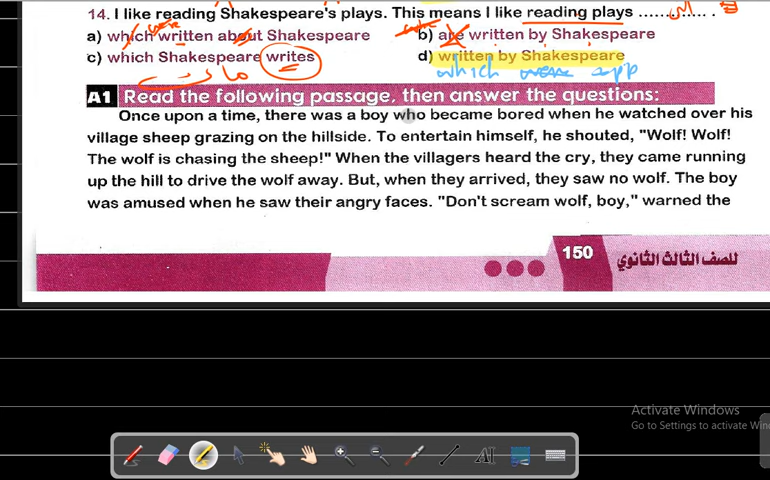 14. I like reading Shakespeare's plays. This means I like reading plays ............ .
a) which written about Shakespeare b) are written by Shakespeare
were
c) which Shakespeare writes d) written by Shakespeare
which were app
A1 Read the following passage, then answer the questions:
Once upon a time, there was a boy who became bored when he watched over his
village sheep grazing on the hillside. To entertain himself, he shouted, "Wolf! Wolf!
The wolf is chasing the sheep!" When the villagers heard the cry, they came running
up the hill to drive the wolf away. But, when they arrived, they saw no wolf. The boy
was amused when he saw their angry faces. "Don't scream wolf, boy," warned the
150 للصف الثالث الثانوي
Activate Windows
Go to Settings to activate Win
AI